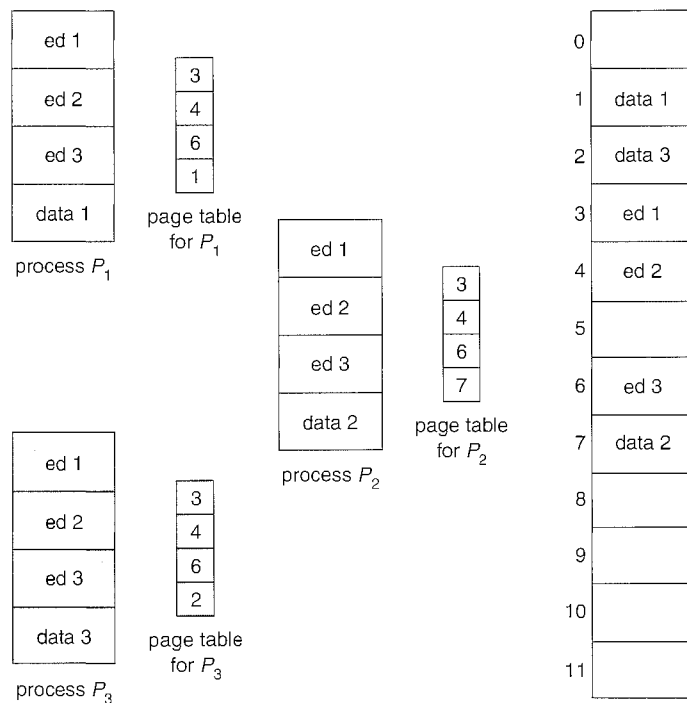 ed 1
ed 2
ed 3
data 1
process P1
3
4
6
1
page table
for P1
ed 1
ed 2
ed 3
data 2
process P2
3
4
6
7
page table
for P2
ed 1
ed 2
ed 3
data 3
process P3
3
4
6
2
page table
for P3
0
1 data 1
2 data 3
3 ed 1
4 ed 2
5
6 ed 3
7 data 2
8
9
10
11